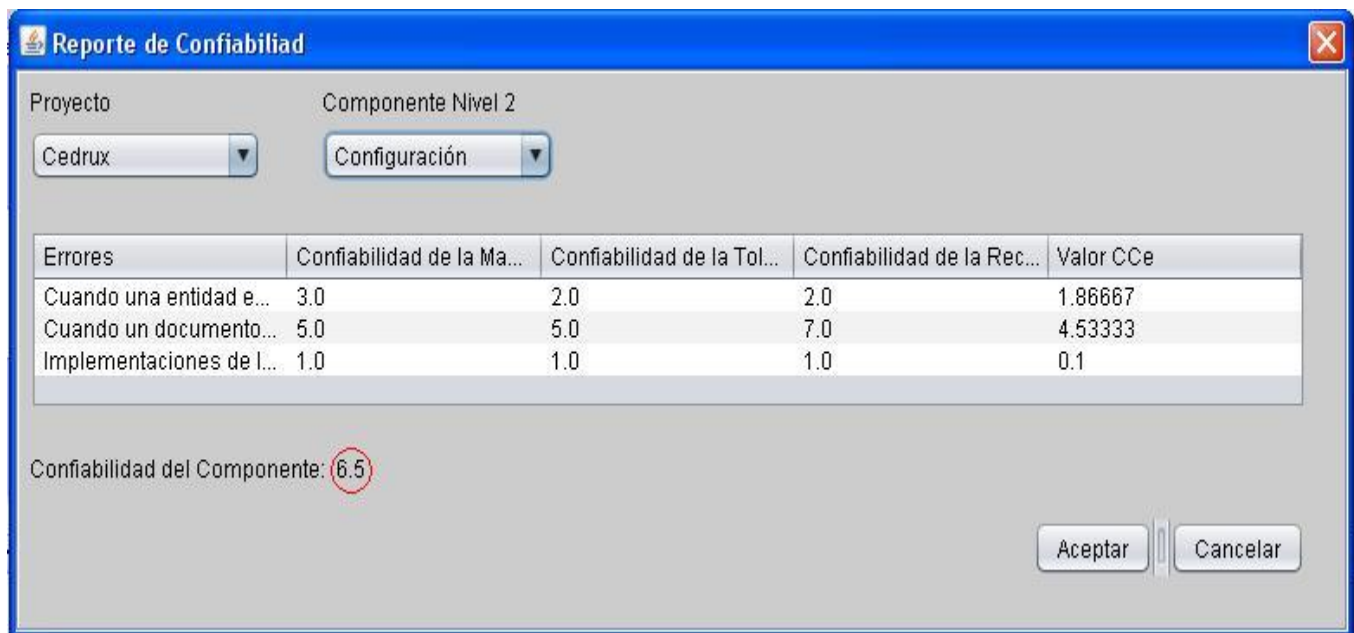 Reporte de Confiabiliad
Proyecto Componente Nivel 2
Cedrux Configuración
Errores Confiabilidad de la Ma... Confiabilidad de la Tol... Confiabilidad de la Rec... Valor CCe
Cuando una entidad e... 3.0 2.0 2.0 1.86667
Cuando un documento... 5.0 5.0 7.0 4.53333
Implementaciones de l... 1.0 1.0 1.0 0.1
Confiabilidad del Componente: 6.5
Aceptar Cancelar